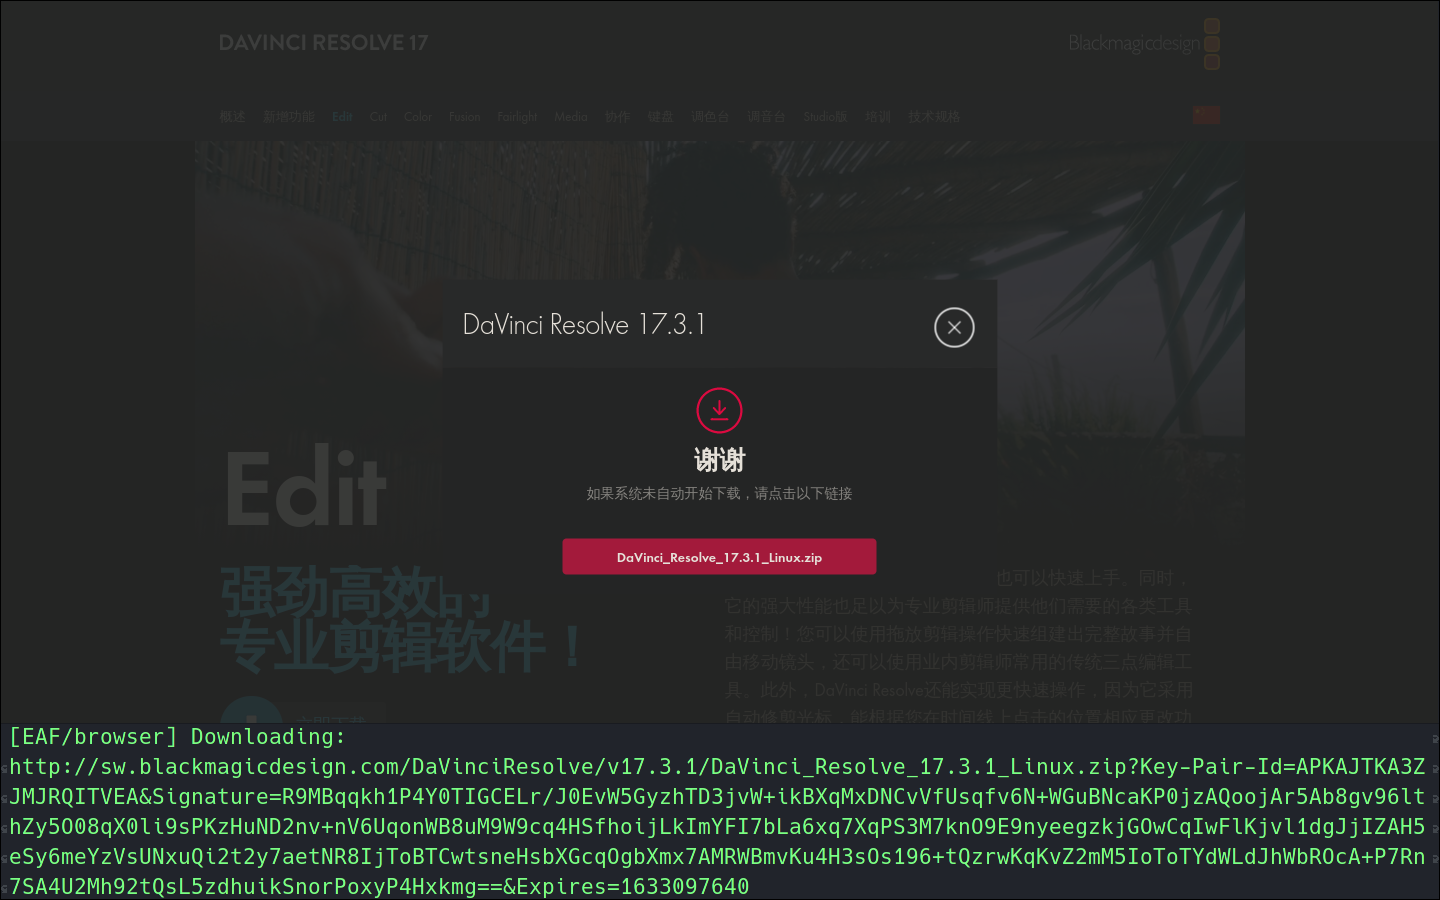 DAVINCI RESOLVE 17
Blackmagicdesign
概述 新增功能 Edit Cut Color Fusion Fairlight Media 协作 键盘 调色台 调音台 Studio版 培训 技术规格
DaVinci Resolve 17.3.1
谢谢
如果系统未自动开始下载，请点击以下链接
DaVinci_Resolve_17.3.1_Linux.zip
Edit
强劲高效的
专业剪辑软件！
立即下载
也可以快速上手。同时，
它的强大性能也足以为专业剪辑师提供他们需要的各类工具
和控制！您可以使用拖放剪辑操作快速组建出完整故事并自
由移动镜头，还可以使用业内剪辑师常用的传统三点编辑工
具。此外，DaVinci Resolve还能实现更快速操作，因为它采用
自动修剪光标，能根据您在时间线上点击的位置相应更改功
[EAF/browser] Downloading:
http://sw.blackmagicdesign.com/DaVinciResolve/v17.3.1/DaVinci_Resolve_17.3.1_Linux.zip?Key-Pair-Id=APKAJTKA3Z
JMJRQITVEA&Signature=R9MBqqkh1P4Y0TIGCELr/J0EvW5GyzhTD3jvW+ikBXqMxDNCvVfUsqfv6N+WGuBNcaKP0jzAQoojAr5Ab8gv96lt
hZy5O08qX0li9sPKzHuND2nv+nV6UqonWB8uM9W9cq4HSfhoijLkImYFI7bLa6xq7XqPS3M7knO9E9nyeegzkjGOwCqIwFlKjvl1dgJjIZAH5
eSy6meYzVsUNxuQi2t2y7aetNR8IjToBTCwtsneHsbXGcqOgbXmx7AMRWBmvKu4H3sOs196+tQzrwKqKvZ2mM5IoToTYdWLdJhWbROcA+P7Rn
7SA4U2Mh92tQsL5zdhuikSnorPoxyP4Hxkmg==&Expires=1633097640